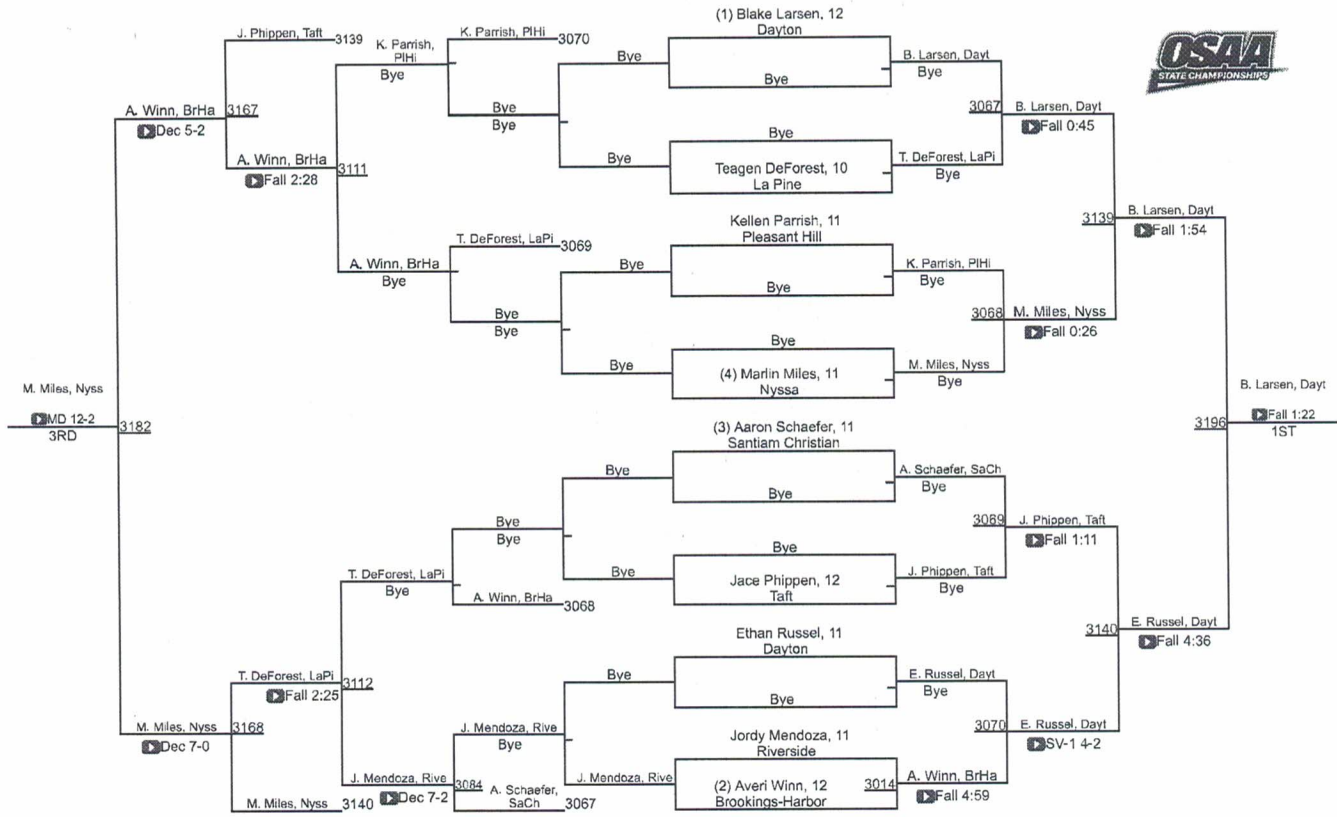 (1) Blake Larsen, 12
Dayton
OSAA
STATE CHAMPIONSHIPS
J. Phippen, Taft
3139
K. Parrish,
PlHi
Bye
K. Parrish, PlHi
3070
Bye
Bye
B. Larsen, Dayt
Bye
A. Winn, BrHa
3167
Dec 5-2
Bye
Bye
3067
B. Larsen, Dayt
Fall 0:45
Bye
A. Winn, BrHa
3111
Fall 2:28
Bye
Teagen DeForest, 10
La Pine
T. DeForest, LaPi
Bye
Kellen Parrish, 11
Pleasant Hill
3139
B. Larsen, Dayt
Fall 1:54
T. DeForest, LaPi
3069
A. Winn, BrHa
Bye
Bye
Bye
K. Parrish, PlHi
Bye
Bye
Bye
3068
M. Miles, Nyss
Fall 0:26
Bye
Bye
(4) Marlin Miles, 11
Nyssa
M. Miles, Nyss
Bye
M. Miles, Nyss
MD 12-2
3RD
3182
B. Larsen, Dayt
3196
Fall 1:22
1ST
(3) Aaron Schaefer, 11
Santiam Christian
Bye
Bye
A. Schaefer, SaCh
Bye
Bye
Bye
3069
J. Phippen, Taft
Fall 1:11
Bye
T. DeForest, LaPi
Bye
Bye
Jace Phippen, 12
Taft
J. Phippen, Taft
Bye
A. Winn, BrHa
3068
Ethan Russel, 11
Dayton
3140
E. Russel, Dayt
Fall 4:36
T. DeForest, LaPi
3112
Fall 2:25
Bye
Bye
E. Russel, Dayt
Bye
M. Miles, Nyss
3168
Dec 7-0
J. Mendoza, Rive
Bye
Jordy Mendoza, 11
Riverside
3070
E. Russel, Dayt
SV-1 4-2
J. Mendoza, Rive
3084
Dec 7-2
J. Mendoza, Rive
(2) Averi Winn, 12
Brookings-Harbor
3014
A. Winn, BrHa
Fall 4:59
M. Miles, Nyss
3140
A. Schaefer,
SaCh
3067